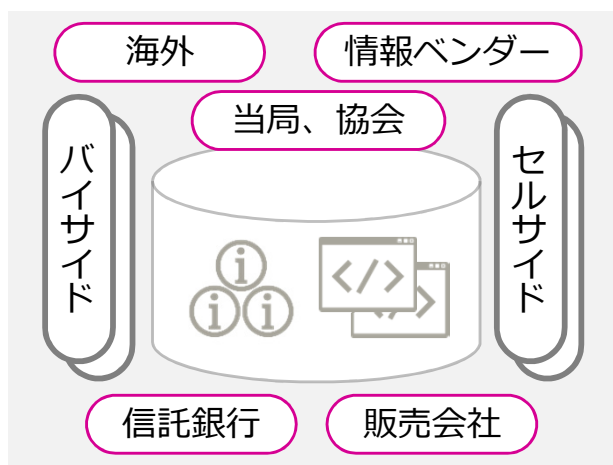 海外
情報ベンダー
当局、協会
バイサイド
セルサイド
i
i
i
</>
</>
信託銀行
販売会社